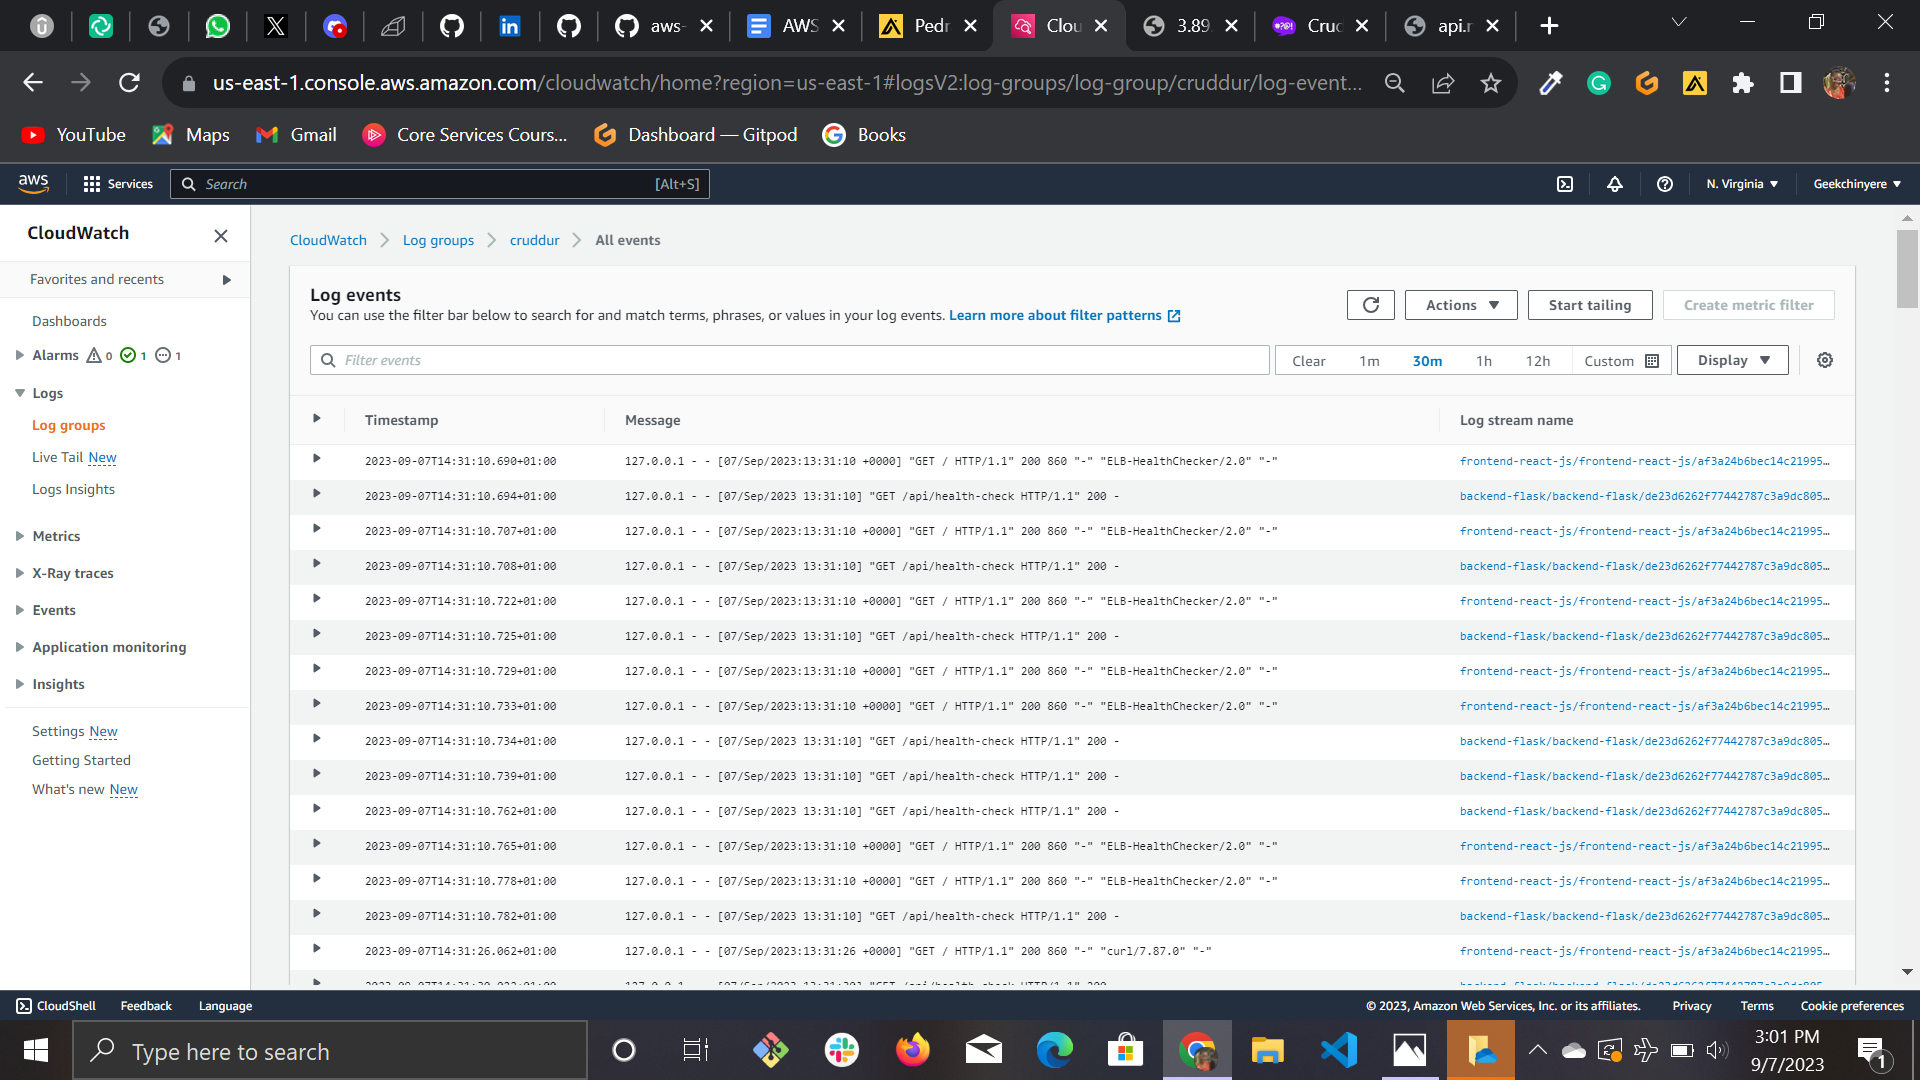 aws-
AWS
Pedr
Clou
3.89.
Crud
api.r
us-east-1.console.aws.amazon.com/cloudwatch/home?region=us-east-1#logsV2:log-groups/log-group/cruddur/log-event...
YouTube
Maps
Gmail
Core Services Cours...
Dashboard — Gitpod
Books
aws
Services
Search
[Alt+S]
N. Virginia
Geekchinyere
CloudWatch
Favorites and recents
Dashboards
Alarms 0 1 1
Logs
Log groups
Live Tail New
Logs Insights
Metrics
X-Ray traces
Events
Application monitoring
Insights
Settings New
Getting Started
What's new New
CloudWatch
Log groups
cruddur
All events
Log events
You can use the filter bar below to search for and match terms, phrases, or values in your log events. Learn more about filter patterns
Actions
Start tailing
Create metric filter
Filter events
Clear 1m 30m 1h 12h Custom
Display
Timestamp Message Log stream name
2023-09-07T14:31:10.690+01:00 127.0.0.1 - - [07/Sep/2023:13:31:10 +0000] "GET / HTTP/1.1" 200 860 "-" "ELB-HealthChecker/2.0" "-" frontend-react-js/frontend-react-js/af3a24b6bec14c21995…
2023-09-07T14:31:10.694+01:00 127.0.0.1 - - [07/Sep/2023 13:31:10] "GET /api/health-check HTTP/1.1" 200 - backend-flask/backend-flask/de23d6262f77442787c3a9dc805…
2023-09-07T14:31:10.707+01:00 127.0.0.1 - - [07/Sep/2023:13:31:10 +0000] "GET / HTTP/1.1" 200 860 "-" "ELB-HealthChecker/2.0" "-" frontend-react-js/frontend-react-js/af3a24b6bec14c21995…
2023-09-07T14:31:10.708+01:00 127.0.0.1 - - [07/Sep/2023 13:31:10] "GET /api/health-check HTTP/1.1" 200 - backend-flask/backend-flask/de23d6262f77442787c3a9dc805…
2023-09-07T14:31:10.722+01:00 127.0.0.1 - - [07/Sep/2023:13:31:10 +0000] "GET / HTTP/1.1" 200 860 "-" "ELB-HealthChecker/2.0" "-" frontend-react-js/frontend-react-js/af3a24b6bec14c21995…
2023-09-07T14:31:10.725+01:00 127.0.0.1 - - [07/Sep/2023 13:31:10] "GET /api/health-check HTTP/1.1" 200 - backend-flask/backend-flask/de23d6262f77442787c3a9dc805…
2023-09-07T14:31:10.729+01:00 127.0.0.1 - - [07/Sep/2023:13:31:10 +0000] "GET / HTTP/1.1" 200 860 "-" "ELB-HealthChecker/2.0" "-" frontend-react-js/frontend-react-js/af3a24b6bec14c21995…
2023-09-07T14:31:10.733+01:00 127.0.0.1 - - [07/Sep/2023:13:31:10 +0000] "GET / HTTP/1.1" 200 860 "-" "ELB-HealthChecker/2.0" "-" frontend-react-js/frontend-react-js/af3a24b6bec14c21995…
2023-09-07T14:31:10.734+01:00 127.0.0.1 - - [07/Sep/2023 13:31:10] "GET /api/health-check HTTP/1.1" 200 - backend-flask/backend-flask/de23d6262f77442787c3a9dc805…
2023-09-07T14:31:10.739+01:00 127.0.0.1 - - [07/Sep/2023 13:31:10] "GET /api/health-check HTTP/1.1" 200 - backend-flask/backend-flask/de23d6262f77442787c3a9dc805…
2023-09-07T14:31:10.762+01:00 127.0.0.1 - - [07/Sep/2023 13:31:10] "GET /api/health-check HTTP/1.1" 200 - backend-flask/backend-flask/de23d6262f77442787c3a9dc805…
2023-09-07T14:31:10.765+01:00 127.0.0.1 - - [07/Sep/2023:13:31:10 +0000] "GET / HTTP/1.1" 200 860 "-" "ELB-HealthChecker/2.0" "-" frontend-react-js/frontend-react-js/af3a24b6bec14c21995…
2023-09-07T14:31:10.778+01:00 127.0.0.1 - - [07/Sep/2023:13:31:10 +0000] "GET / HTTP/1.1" 200 860 "-" "ELB-HealthChecker/2.0" "-" frontend-react-js/frontend-react-js/af3a24b6bec14c21995…
2023-09-07T14:31:10.782+01:00 127.0.0.1 - - [07/Sep/2023 13:31:10] "GET /api/health-check HTTP/1.1" 200 - backend-flask/backend-flask/de23d6262f77442787c3a9dc805…
2023-09-07T14:31:26.062+01:00 127.0.0.1 - - [07/Sep/2023:13:31:26 +0000] "GET / HTTP/1.1" 200 860 "-" "curl/7.87.0" "-" frontend-react-js/frontend-react-js/af3a24b6bec14c21995…
CloudShell
Feedback
Language
© 2023, Amazon Web Services, Inc. or its affiliates.
Privacy
Terms
Cookie preferences
Type here to search
3:01 PM
9/7/2023
1